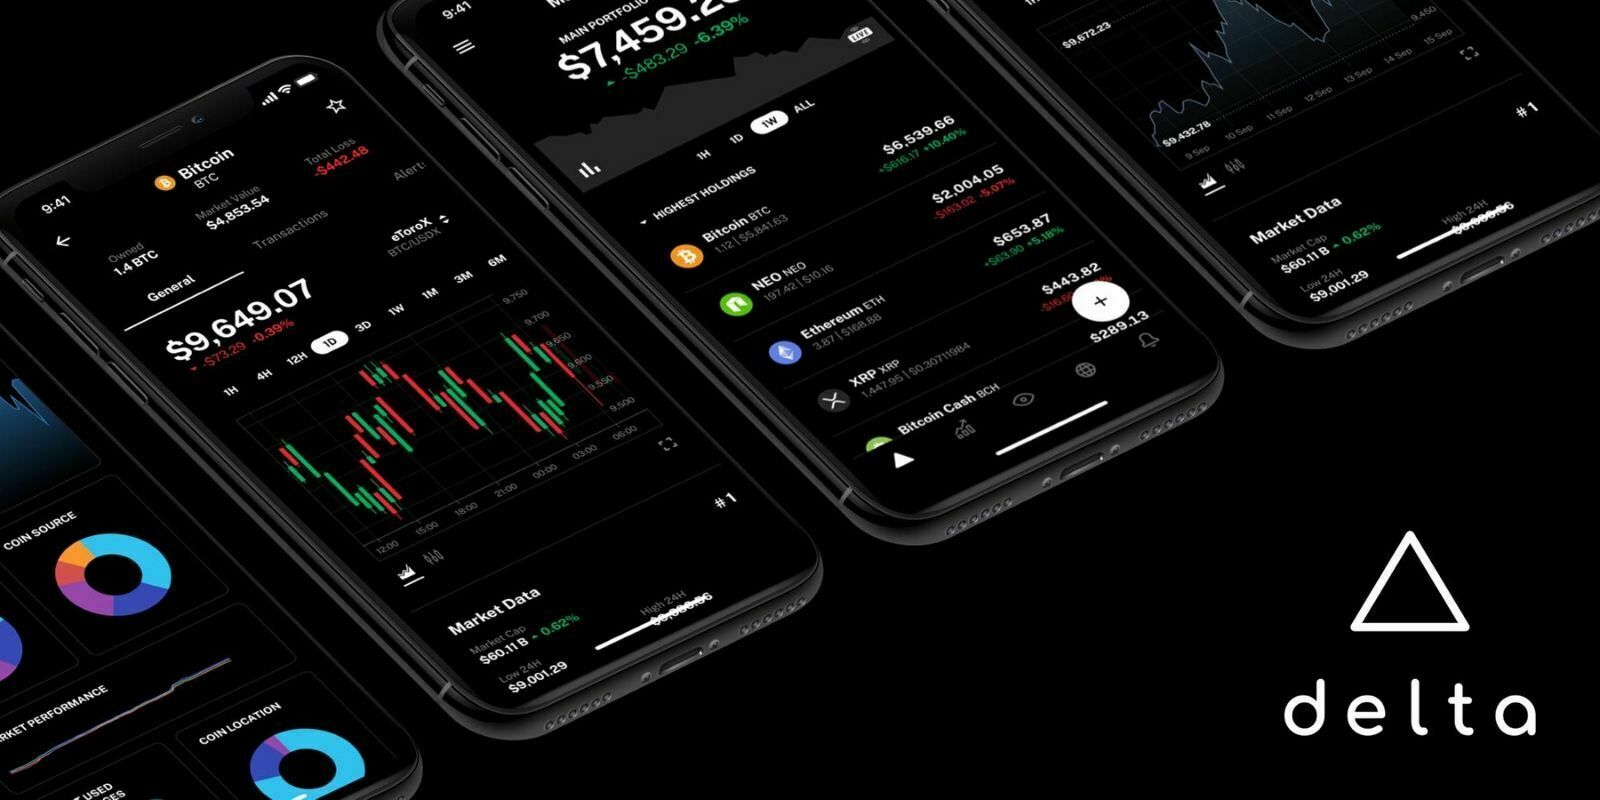 COIN SOURCE
RKET PERFORMANCE
COIN LOCATION
T USED
9:41
Bitcoin
BTC
Owned
1.4 BTC
Market Value
$4,853.54
Total Loss
-$442.48
General
Transactions
Alert
$9,649.07
-$73.29 -0.39%
eToroX
BTC/USDX
1H 4H 12H 1D 3D 1W 1M 3M 6M
9,750
9,700
9,650
9,600
9,550
9,500
12:00 15:00 18:00 21:00 00:00 03:00 06:00
Market Data
#1
Market Cap
$60.11 B 0.62%
High 24H
Low 24H
$9,001.29
9:41
MAIN PORTFOLIO
-$483.29 -6.39%
LIVE
1H 1D 1W ALL
HIGHEST HOLDINGS
Bitcoin BTC
1.12 | $5,841.63
$6,539.66
+$616.17 +10.40%
NEO NEO
197.42 | $10.16
$2,004.05
-$163.02 -5.07%
Ethereum ETH
3.87 | $168.88
$653.87
+$63.90 +5.18%
XRP XRP
1,447.95 | $0.30711984
$443.82
Bitcoin Cash BCH
$289.13
+
$9,672.23
$9,432.78
9,450
9 Sep 10 Sep 11 Sep 12 Sep 13 Sep 14 Sep 15 Sep
Market Data
#1
Market Cap
$60.11 B 0.62%
High 24H
Low 24H
$9,001.29
delta